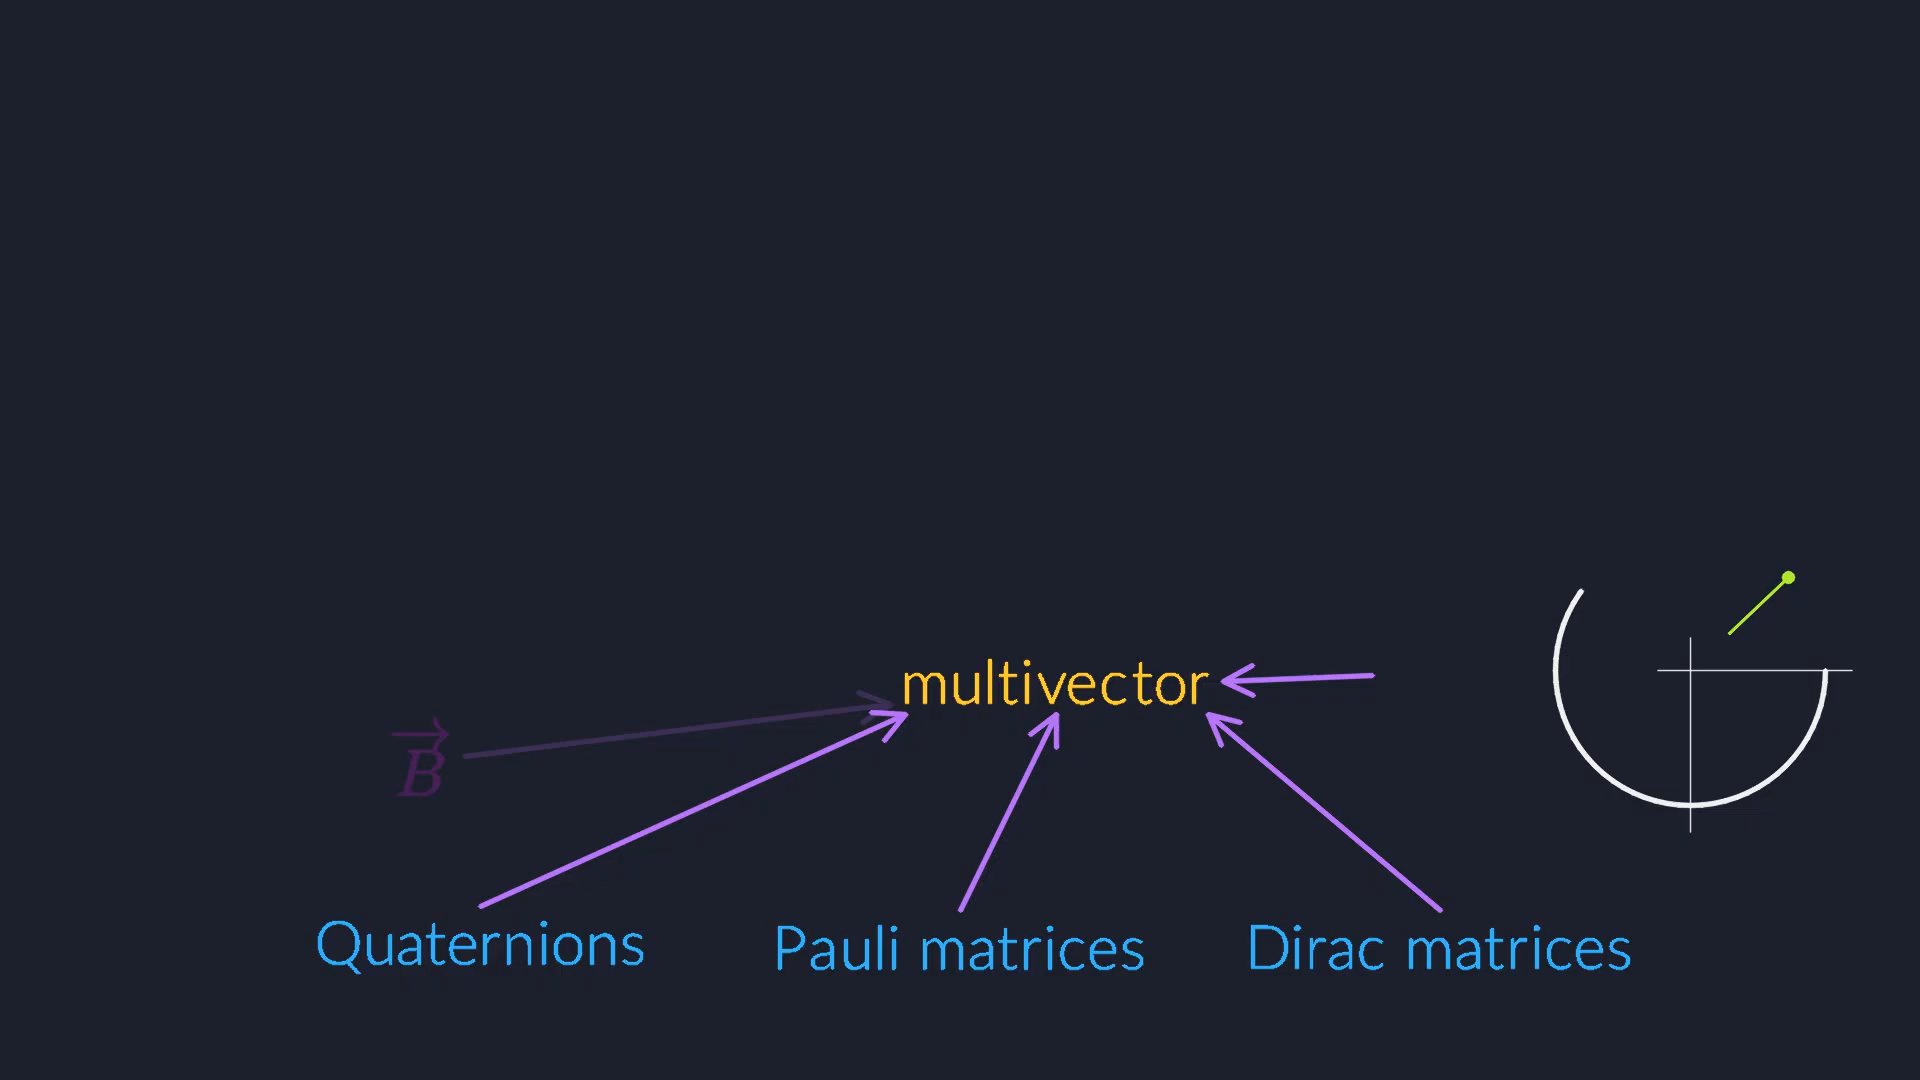 multivector
B⃗
Quaternions
Pauli matrices
Dirac matrices